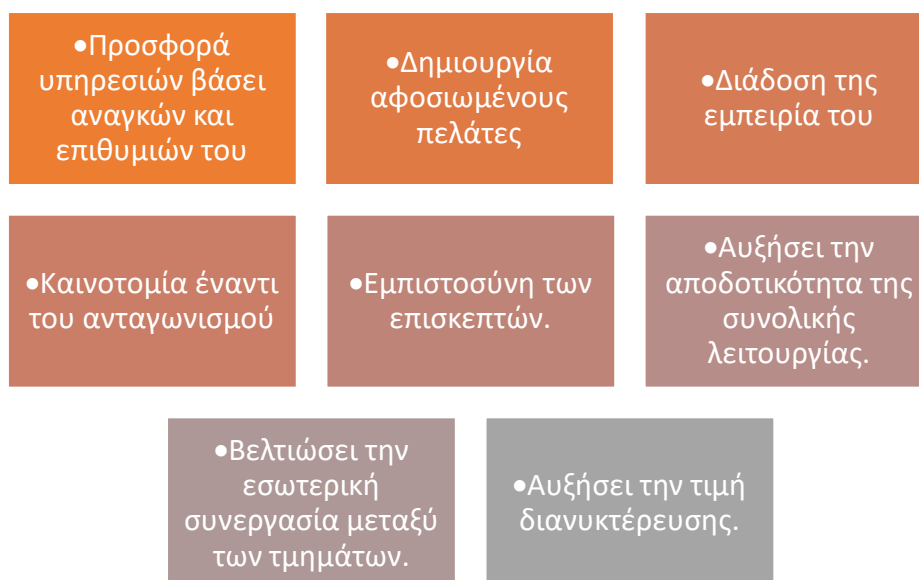 •Προσφορά
υπηρεσιών βάσει
αναγκών και
επιθυμιών του
•Δημιουργία
αφοσιωμένους
πελάτες
•Διάδοση της
εμπειρία του
•Καινοτομία έναντι
του ανταγωνισμού
•Εμπιστοσύνη των
επισκεπτών.
•Αυξήσει την
αποδοτικότητα της
συνολικής
λειτουργίας.
•Βελτιώσει την
εσωτερική
συνεργασία μεταξύ
των τμημάτων.
•Αυξήσει την τιμή
διανυκτέρευσης.